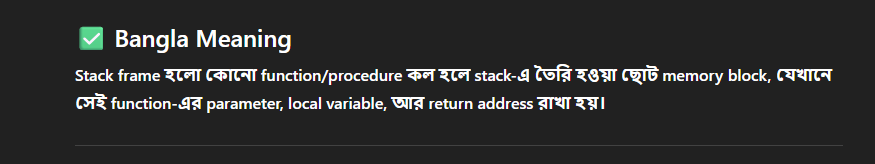 ✅ Bangla Meaning
Stack frame হলো কোনো function/procedure কল হলে stack-এ তৈরি হওয়া ছোট memory block, যেখানে
সেই function-এর parameter, local variable, আর return address রাখা হয়।